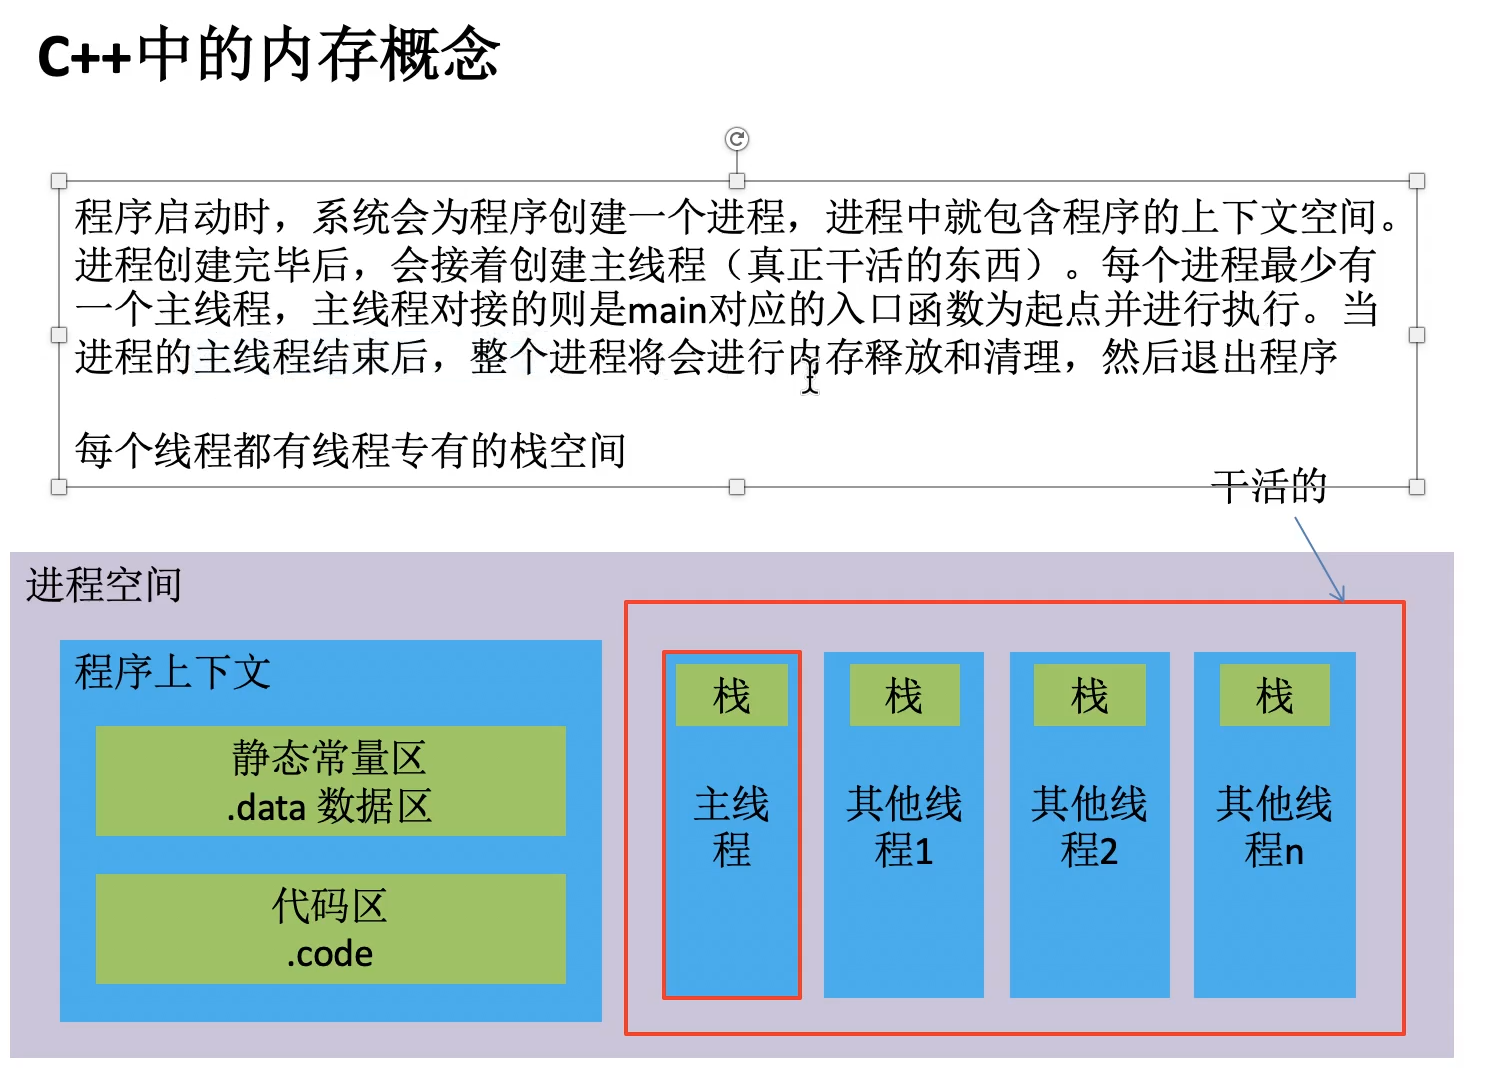 C++中的内存概念
程序启动时，系统会为程序创建一个进程，进程中就包含程序的上下文空间。
进程创建完毕后，会接着创建主线程（真正干活的东西）。每个进程最少有
一个主线程，主线程对接的则是main对应的入口函数为起点并进行执行。当
进程的主线程结束后，整个进程将会进行内存释放和清理，然后退出程序
每个线程都有线程专有的栈空间
干活的
进程空间
程序上下文
静态常量区
.data 数据区
代码区
.code
栈
主线
程
栈
其他线
程1
栈
其他线
程2
栈
其他线
程n